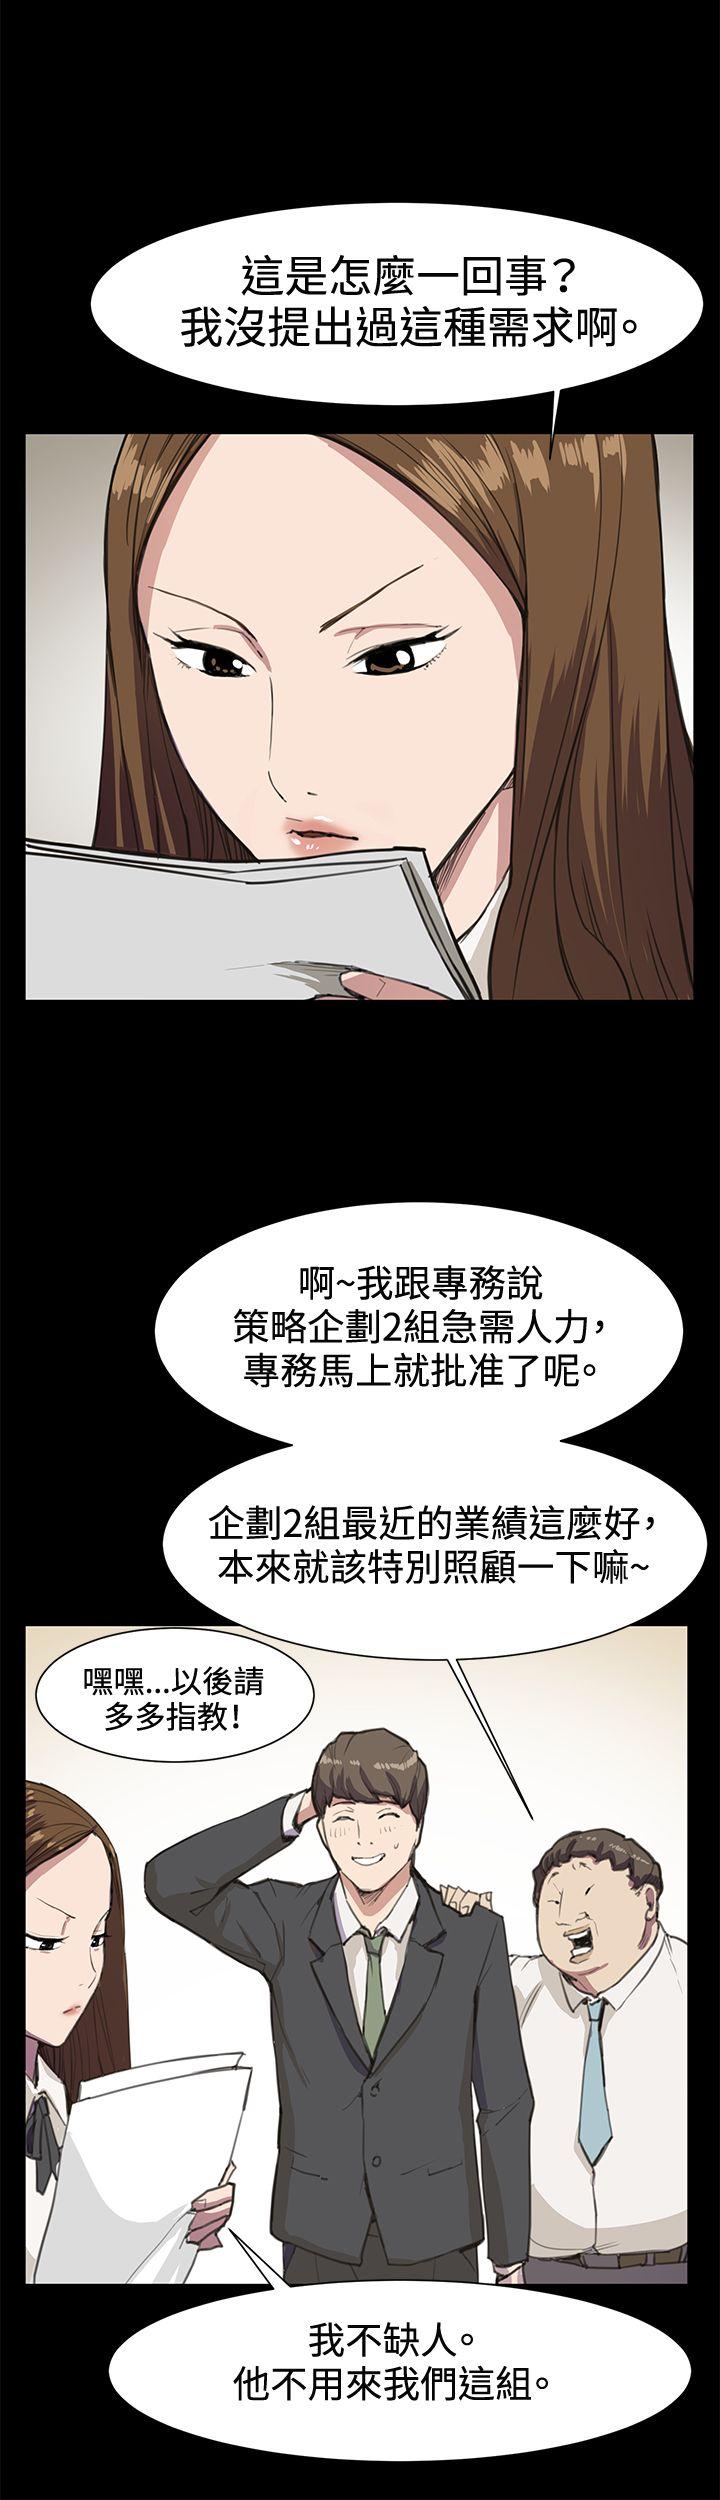 這是怎麼一回事？
我沒提出過這種需求啊。
啊~我跟專務說
策略企劃2組急需人力，
專務馬上就批准了呢。
企劃2組最近的業績這麼好，
本來就該特別照顧一下嘛~
嘿嘿...以後請
多多指教！
我不缺人。
他不用來我們這組。